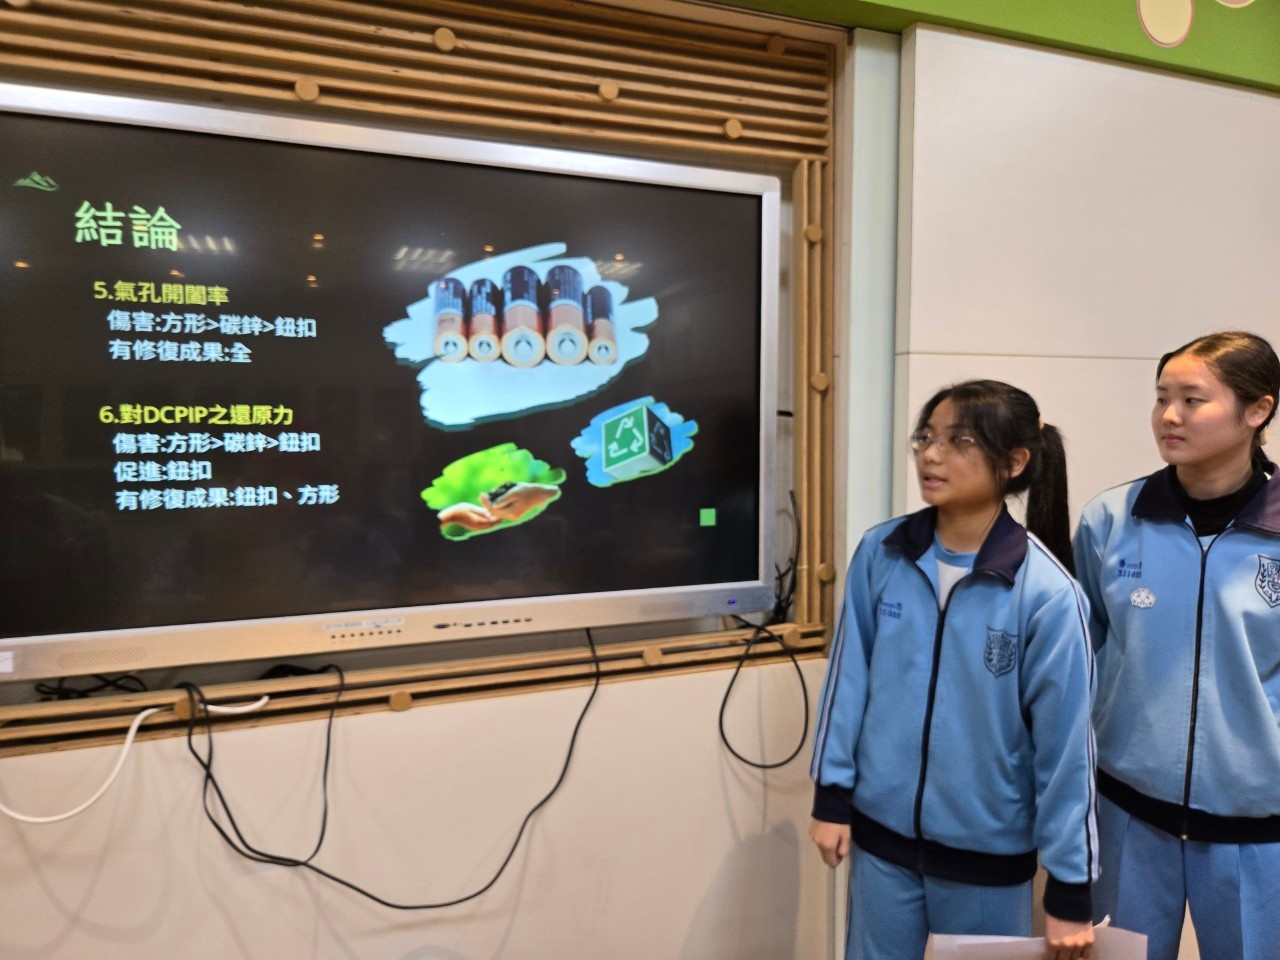 結論
5.氣孔開闔率
傷害:方形>碳鋅>鈕扣
有修復成果:全
6.對DCPIP之還原力
傷害:方形>碳鋅>鈕扣
促進:鈕扣
有修復成果:鈕扣、方形